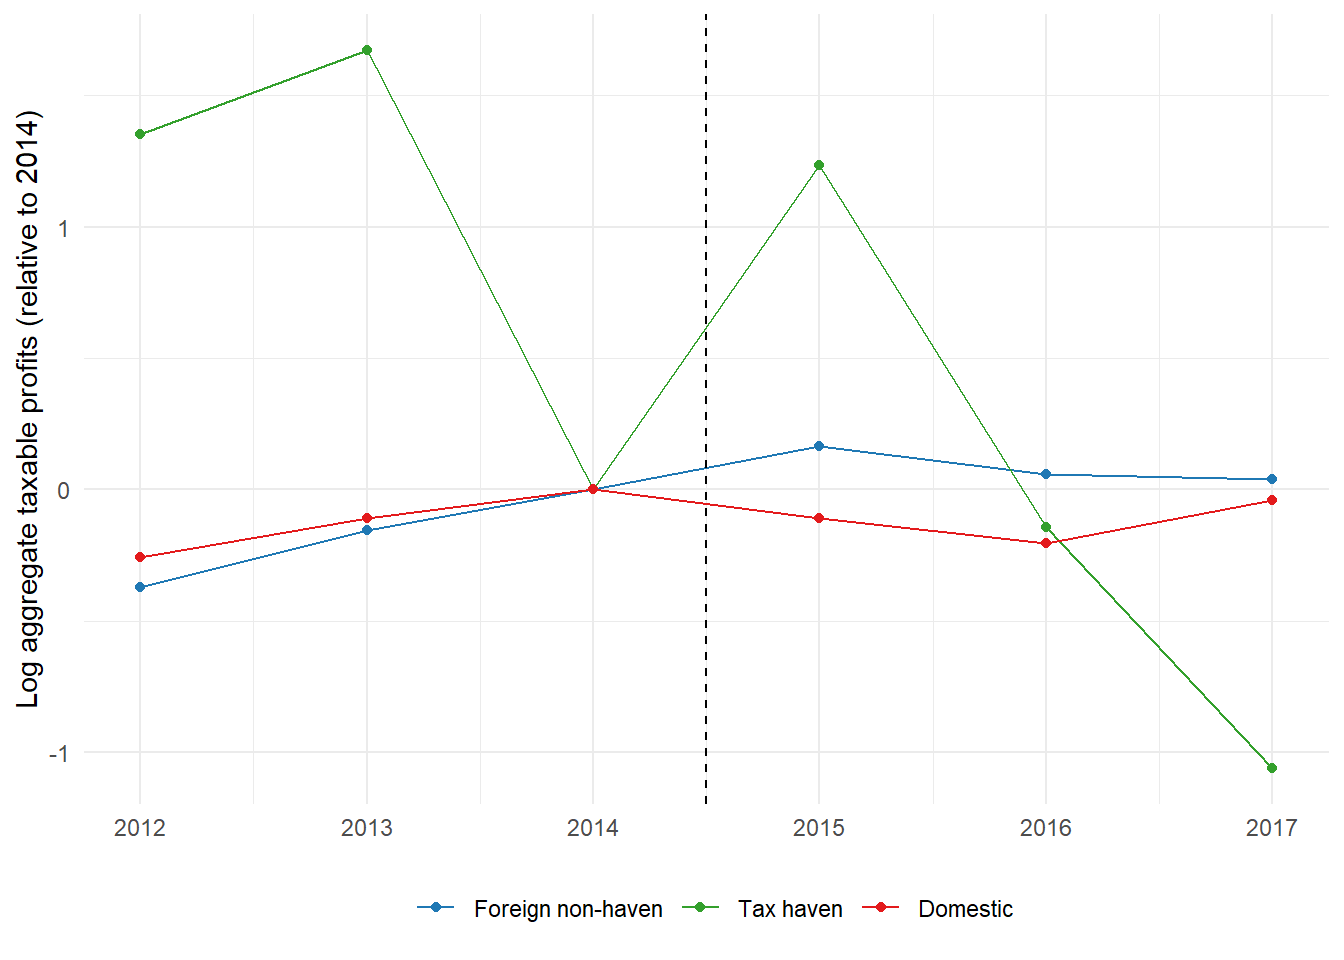 Log aggregate taxable profits (relative to 2014)
1
0
-1
2012 2013 2014 2015 2016 2017
Foreign non-haven Tax haven Domestic